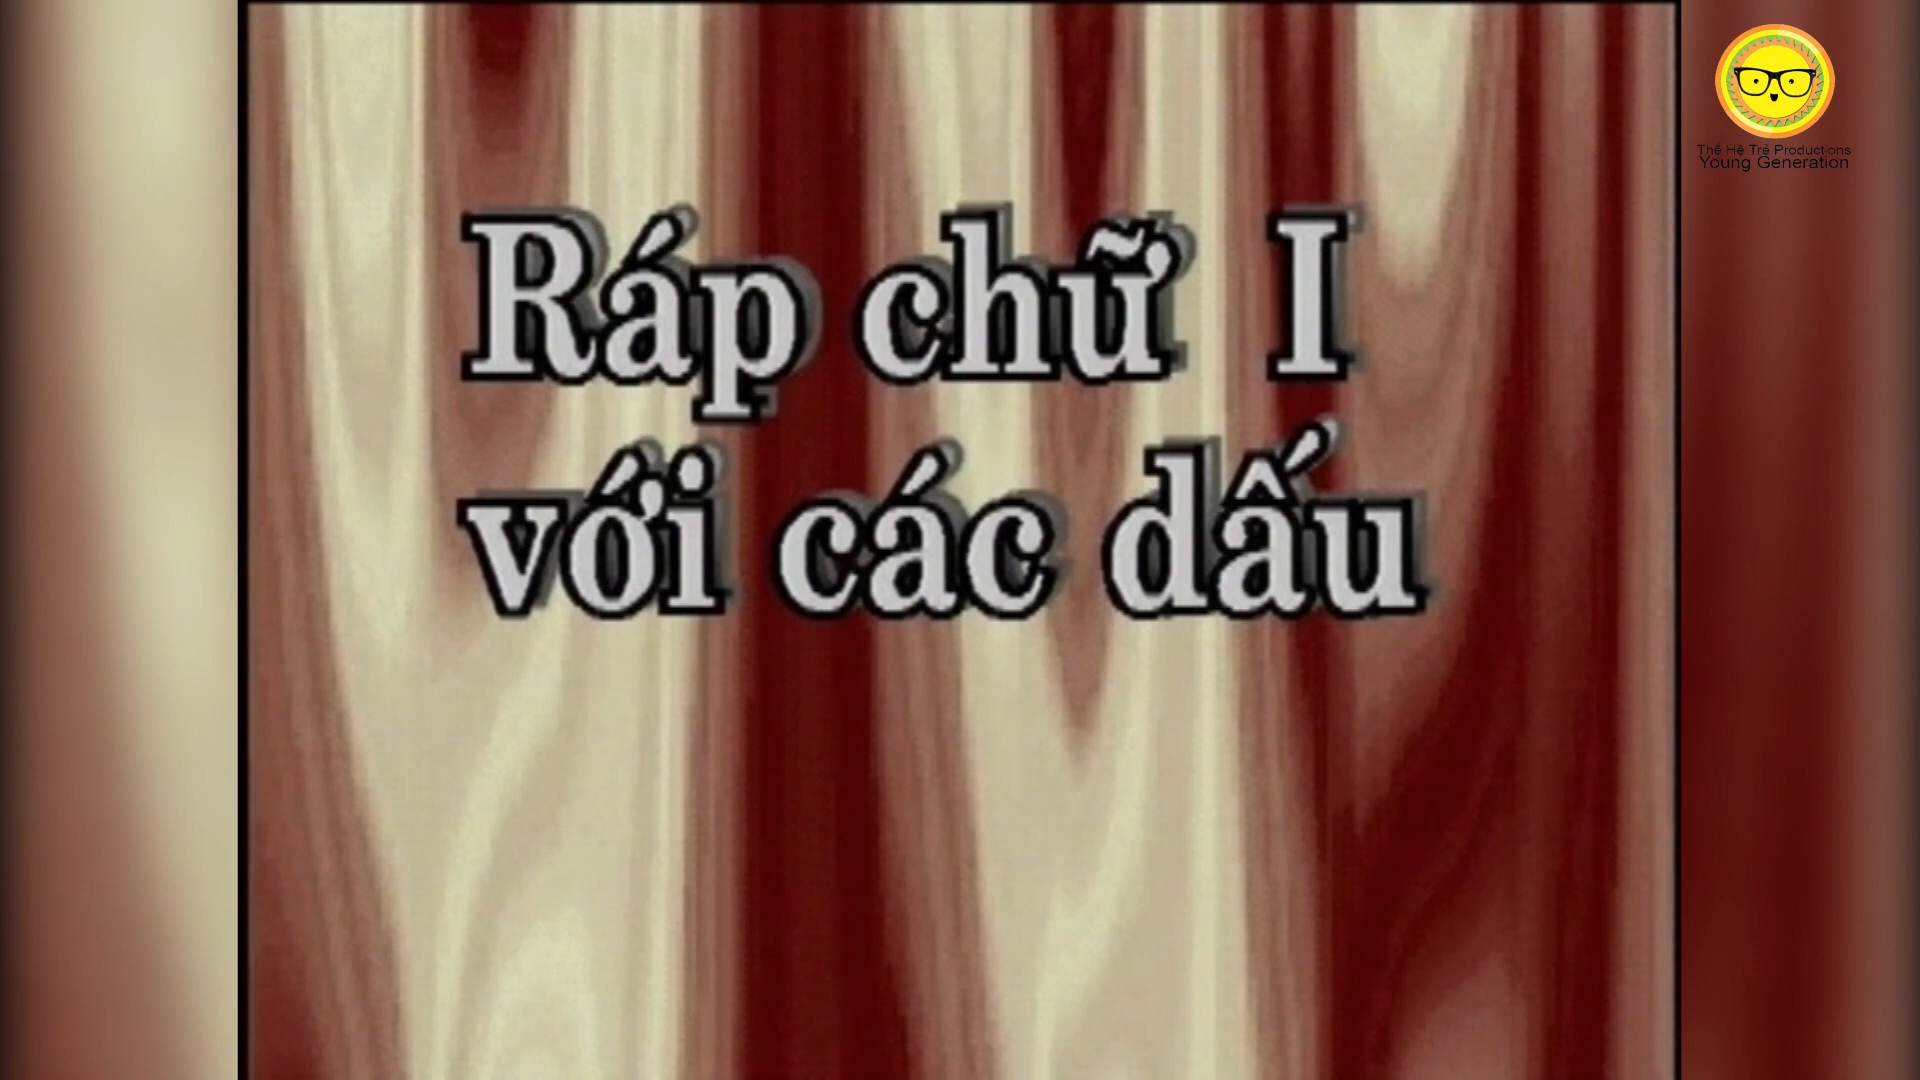 Ráp chữ I
với các dấu
Thế Hệ Trẻ Productions
Young Generation